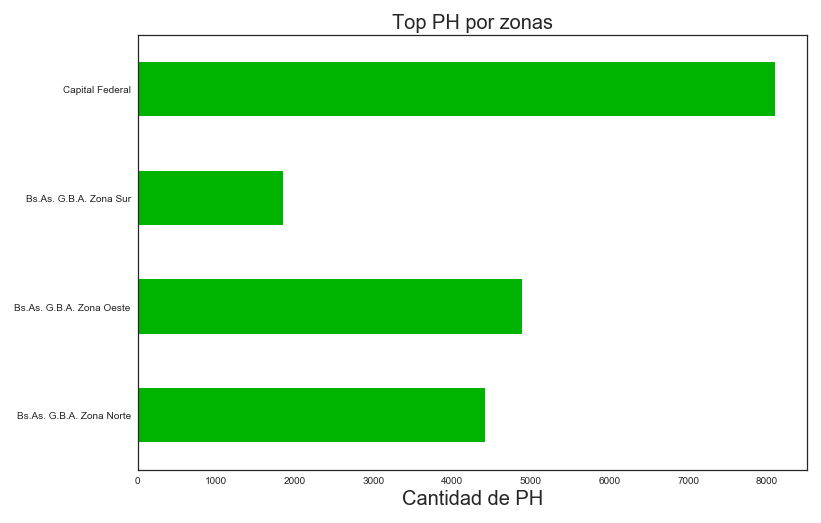 Top PH por zonas
Capital Federal
Bs.As. G.B.A. Zona Sur
Bs.As. G.B.A. Zona Oeste
Bs.As. G.B.A. Zona Norte
0 1000 2000 3000 4000 5000 6000 7000 8000
Cantidad de PH